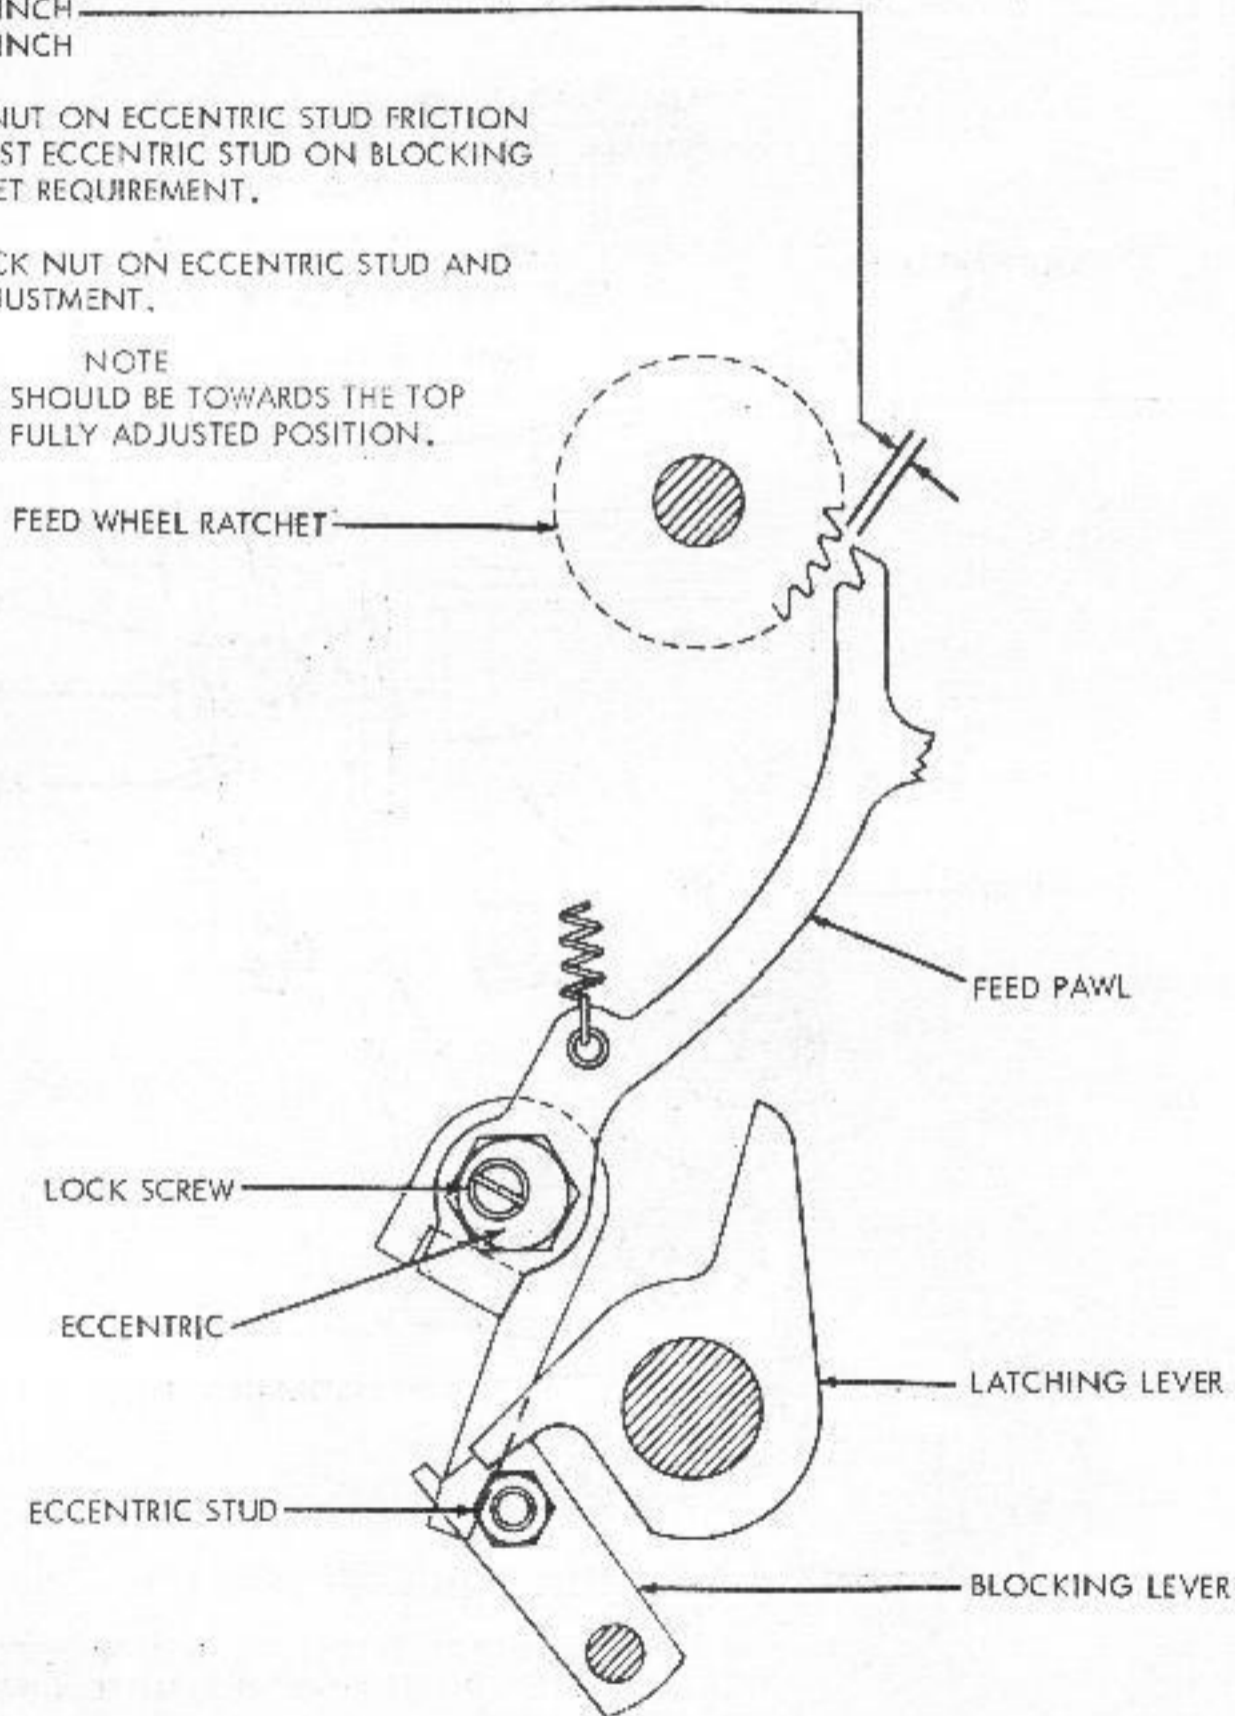 INCH
INCH
NUT ON ECCENTRIC STUD FRICTION
ST ECCENTRIC STUD ON BLOCKING
ET REQUIREMENT.
CK NUT ON ECCENTRIC STUD AND
JUSTMENT.
NOTE
SHOULD BE TOWARDS THE TOP
FULLY ADJUSTED POSITION.
FEED WHEEL RATCHET
FEED PAWL
LOCK SCREW
ECCENTRIC
LATCHING LEVER
ECCENTRIC STUD
BLOCKING LEVER